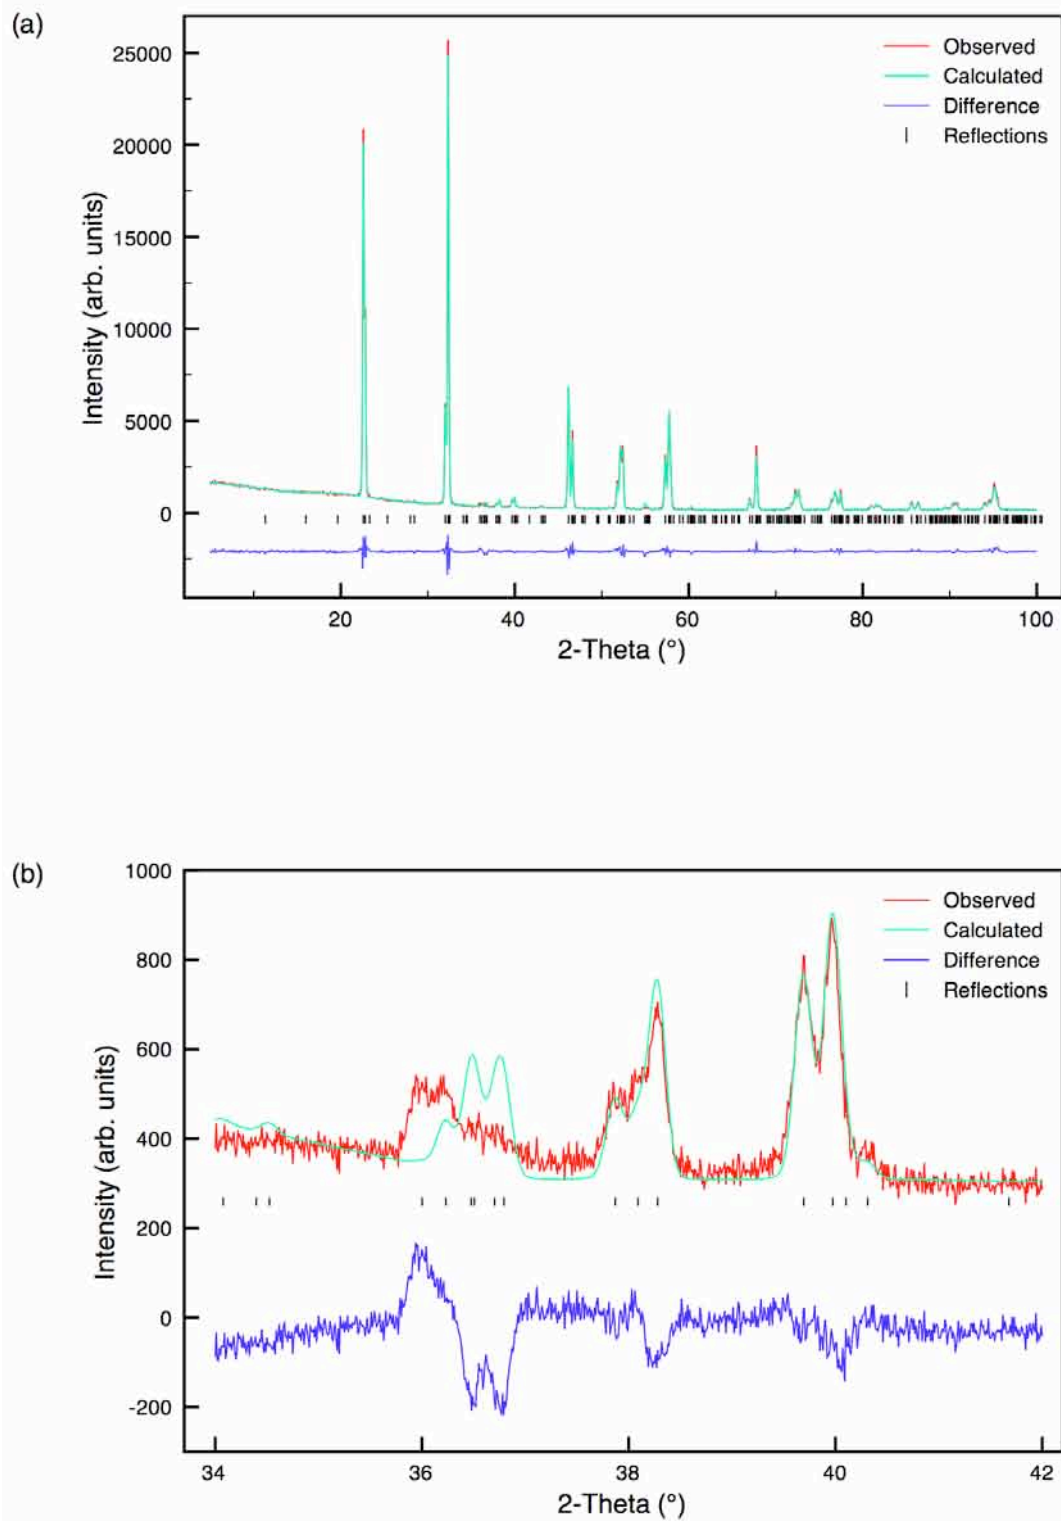 (a)
Observed
Calculated
Difference
Reflections
Intensity (arb. units)
25000
20000
15000
10000
5000
0
20 40 60 80 100
2-Theta (°)
(b)
Observed
Calculated
Difference
Reflections
Intensity (arb. units)
1000
800
600
400
200
0
-200
34 36 38 40 42
2-Theta (°)